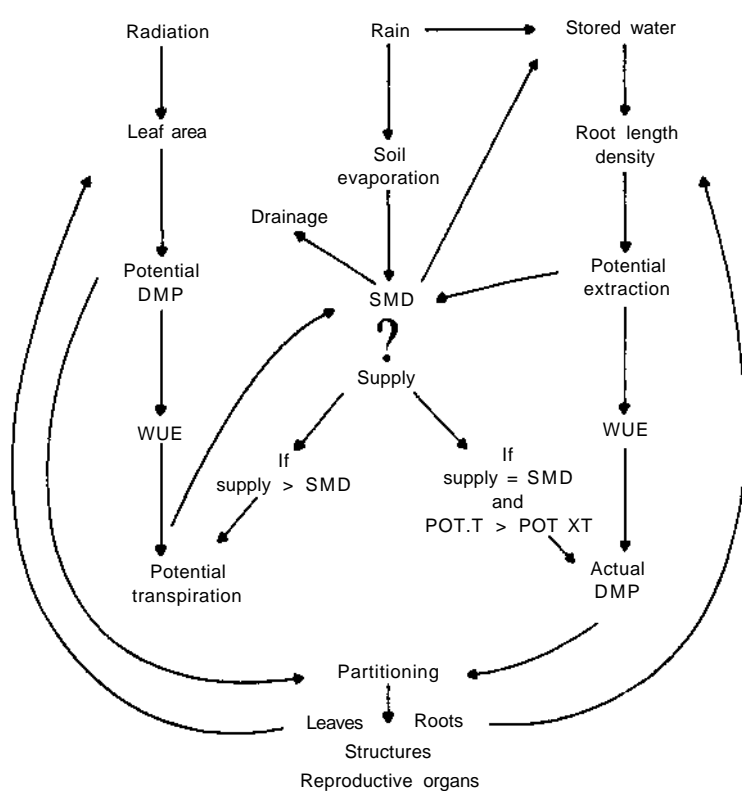 Radiation
Rain
Stored water
Leaf area
Root length
density
Soil
evaporation
Drainage
Potential
DMP
SMD
Potential
extraction
?
Supply
WUE
WUE
If
supply > SMD
If
supply = SMD
and
POT.T > POT XT
Potential
transpiration
Actual
DMP
Partitioning
Leaves
Roots
Structures
Reproductive organs